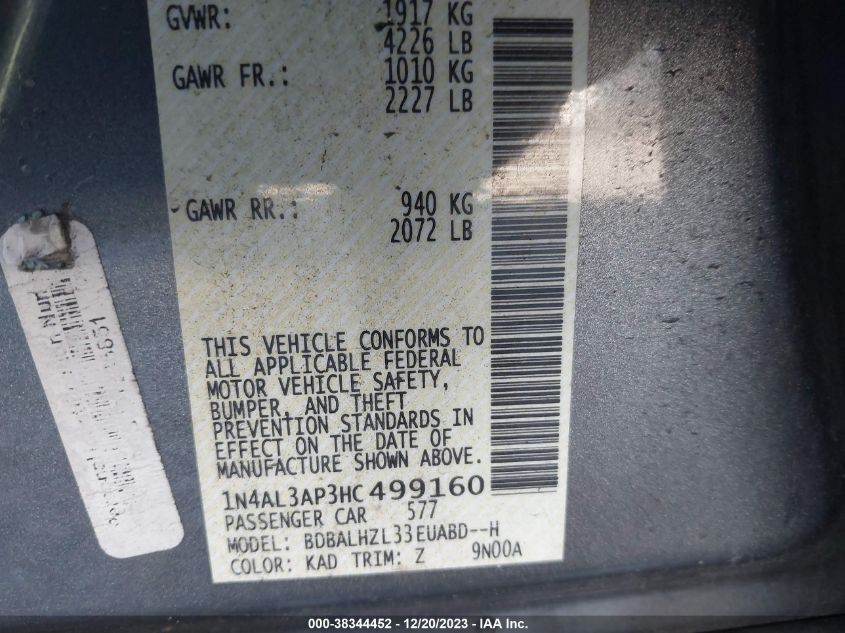 GVWR: 1917 KG
4226 LB
GAWR FR.: 1010 KG
2227 LB
GAWR RR.: 940 KG
2072 LB
THIS VEHICLE CONFORMS TO
ALL APPLICABLE FEDERAL
MOTOR VEHICLE SAFETY,
BUMPER, AND THEFT
PREVENTION STANDARDS IN
EFFECT ON THE DATE OF
MANUFACTURE SHOWN ABOVE.
1N4AL3AP3HC499160
PASSENGER CAR 577
MODEL: BDBALHZL33EUABD--H
COLOR: KAD TRIM: Z 9N00A
000-38344452 - 12/20/2023 - IAA Inc.